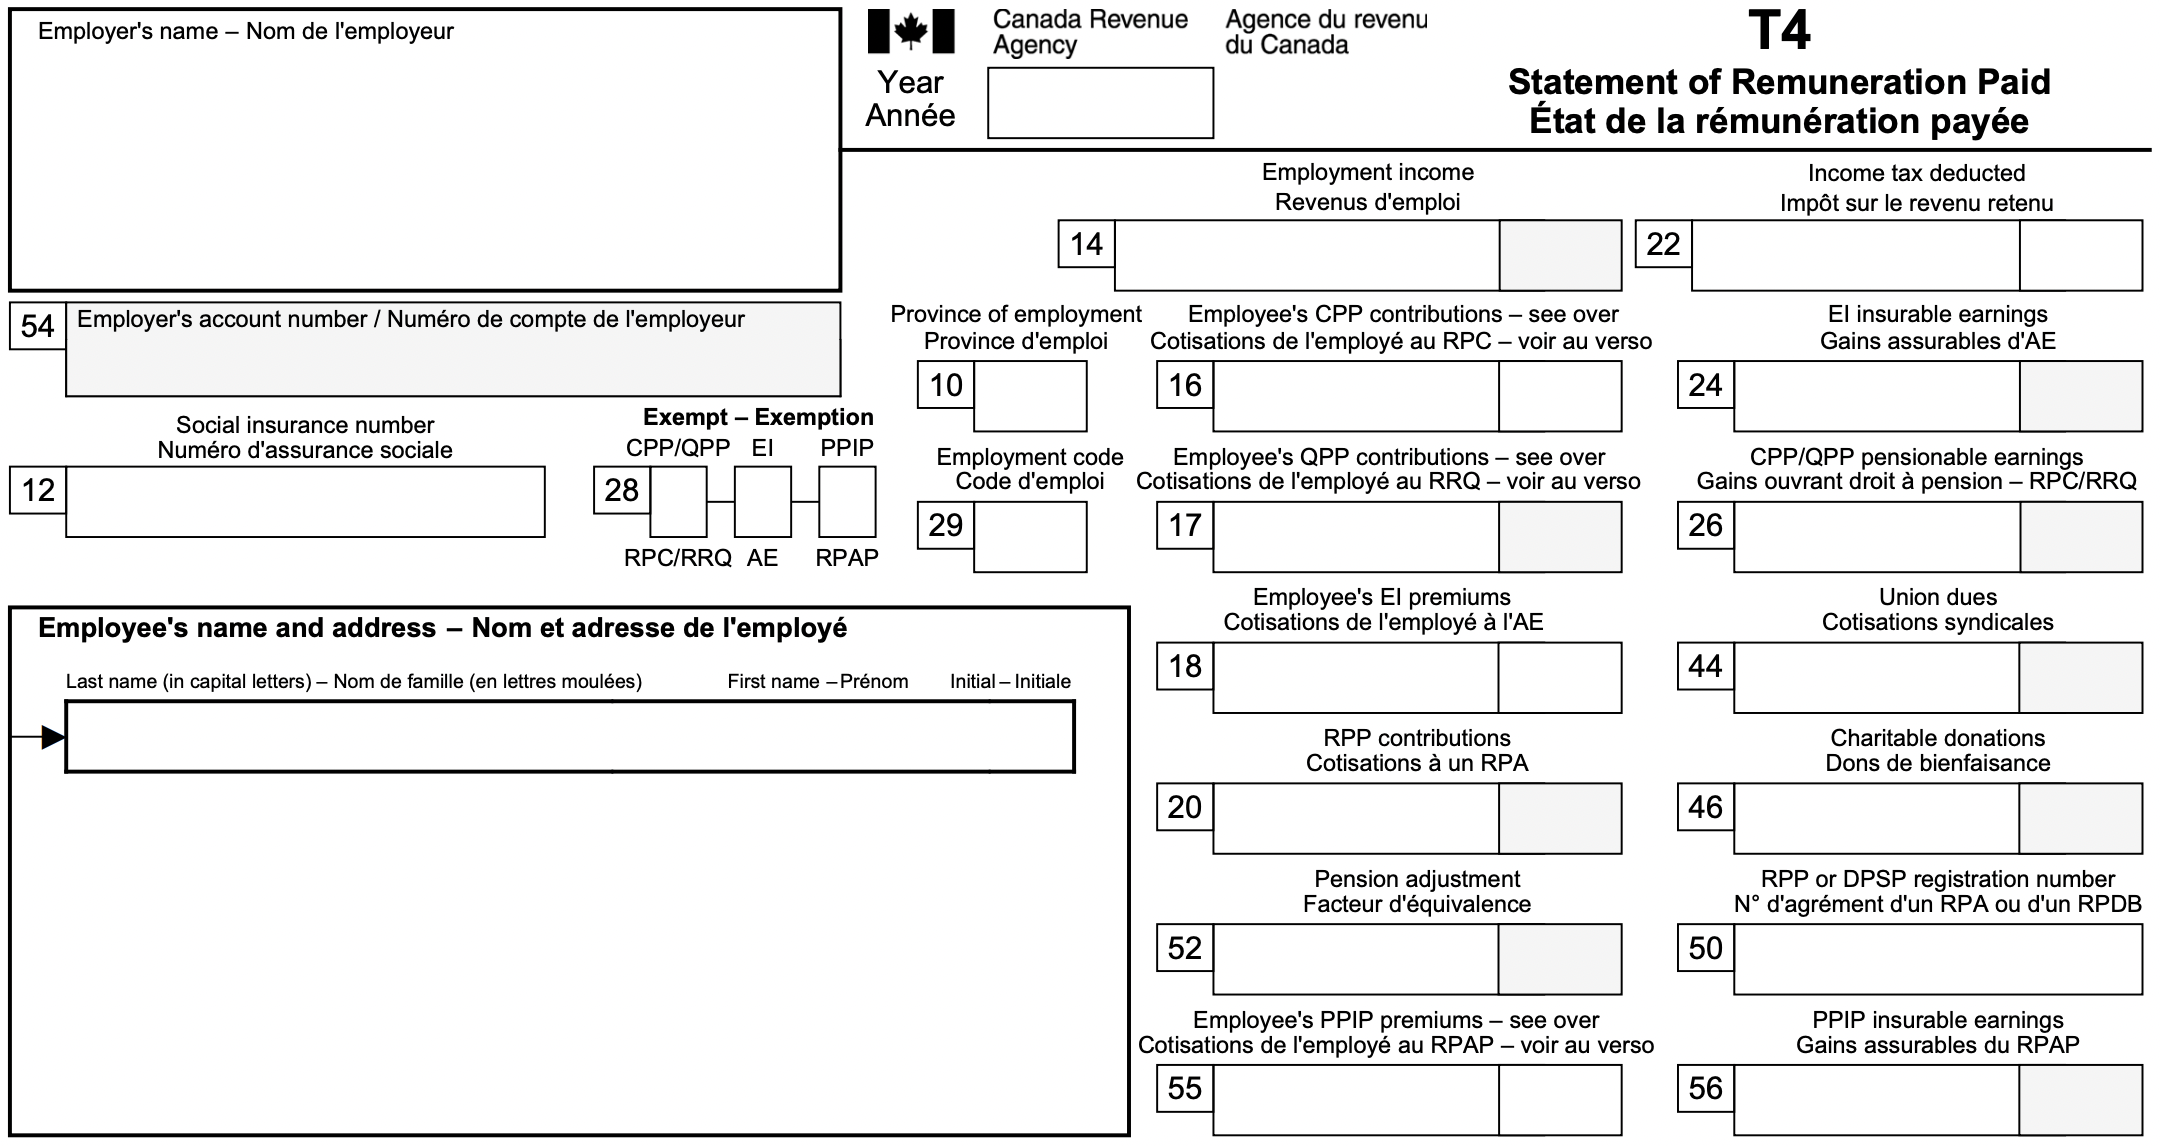 Employer's name – Nom de l'employeur
Canada Revenue
Agency
Agence du revenu
du Canada
T4
Year
Année
Statement of Remuneration Paid
État de la rémunération payée
Employment income
Revenus d'emploi
14
Income tax deducted
Impôt sur le revenu retenu
22
54
Employer's account number / Numéro de compte de l'employeur
Province of employment
Province d'emploi
10
Employee's CPP contributions – see over
Cotisations de l'employé au RPC – voir au verso
16
EI insurable earnings
Gains assurables d'AE
24
Social insurance number
Numéro d'assurance sociale
12
Exempt – Exemption
CPP/QPP EI PPIP
28
RPC/RRQ AE RPAP
Employment code
Code d'emploi
29
Employee's QPP contributions – see over
Cotisations de l'employé au RRQ – voir au verso
17
CPP/QPP pensionable earnings
Gains ouvrant droit à pension – RPC/RRQ
26
Employee's name and address – Nom et adresse de l'employé
Last name (in capital letters) – Nom de famille (en lettres moulées) First name – Prénom Initial – Initiale
Employee's EI premiums
Cotisations de l'employé à l'AE
18
Union dues
Cotisations syndicales
44
RPP contributions
Cotisations à un RPA
20
Charitable donations
Dons de bienfaisance
46
Pension adjustment
Facteur d'équivalence
52
RPP or DPSP registration number
N° d'agrément d'un RPA ou d'un RPDB
50
Employee's PPIP premiums – see over
Cotisations de l'employé au RPAP – voir au verso
55
PPIP insurable earnings
Gains assurables du RPAP
56